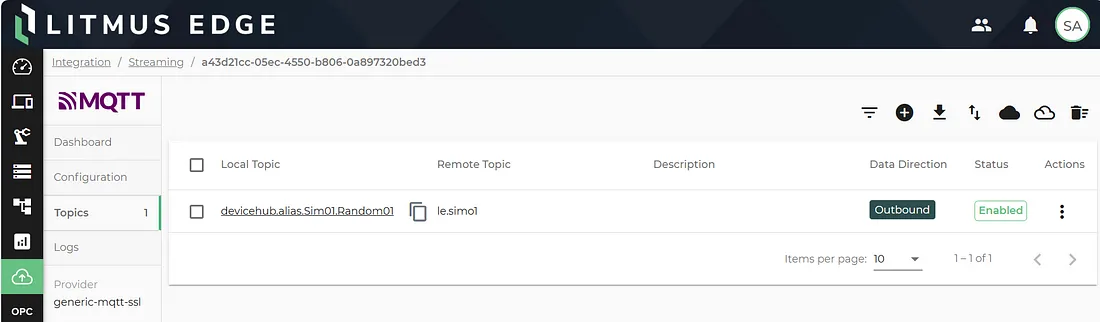 LITMUS EDGE
SA
Integration / Streaming / a43d21cc-05ec-4550-b806-0a897320bed3
MQTT
Dashboard
Configuration
Topics 1
Logs
Provider
generic-mqtt-ssl
OPC
Local Topic Remote Topic Description Data Direction Status Actions
devicehub.alias.Sim01.Random01 le.sim01 Outbound Enabled
Items per page: 10 1 – 1 of 1